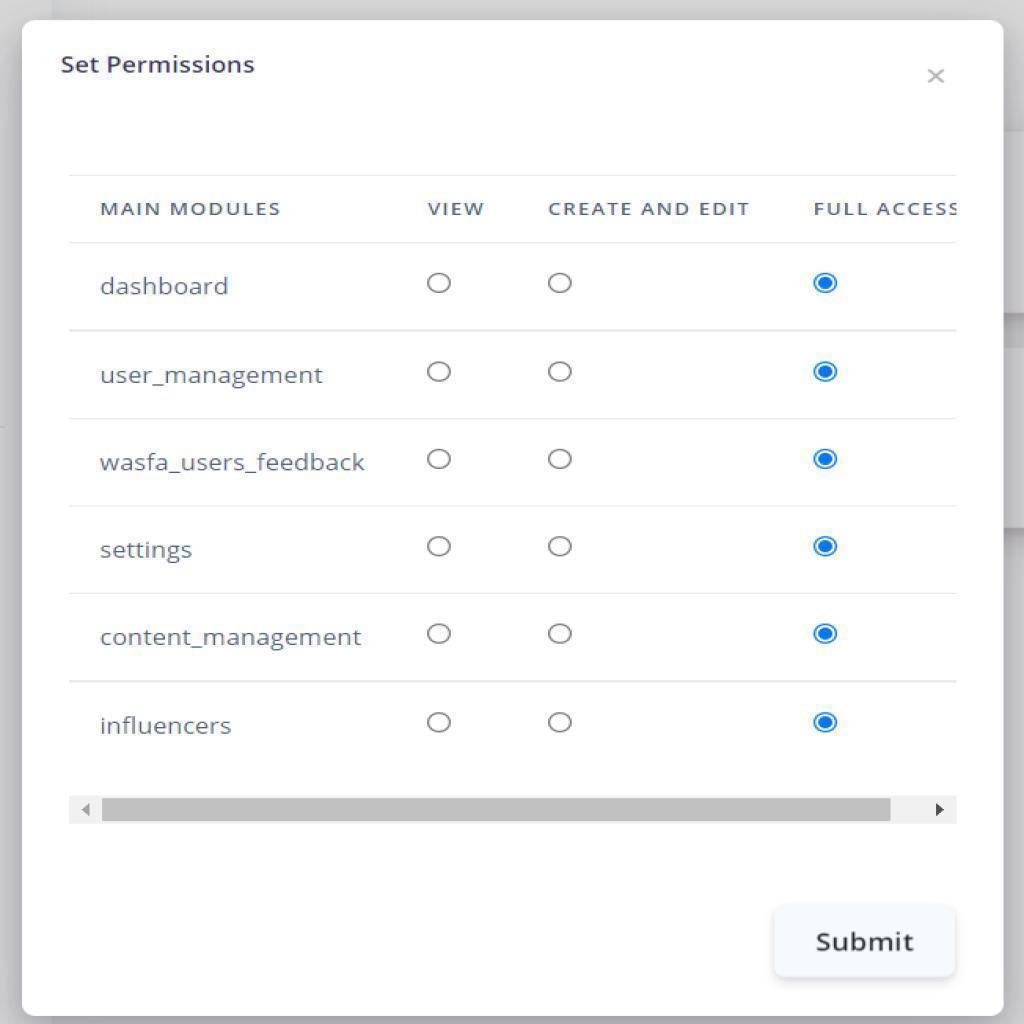 Set Permissions
MAIN MODULES VIEW CREATE AND EDIT FULL ACCESS
dashboard
user_management
wasfa_users_feedback
settings
content_management
influencers
Submit